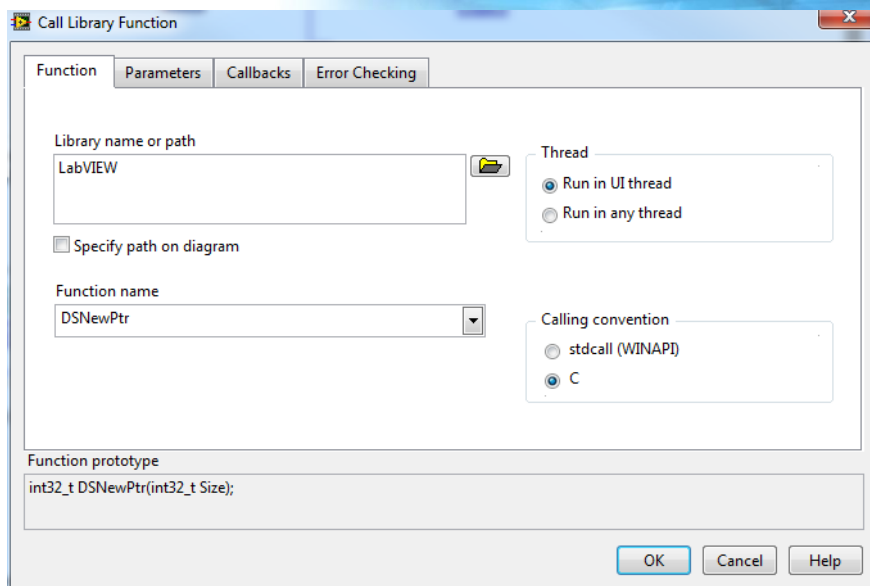 Call Library Function
Function Parameters Callbacks Error Checking
Library name or path
LabVIEW
Specify path on diagram
Function name
DSNewPtr
Thread
Run in UI thread
Run in any thread
Calling convention
stdcall (WINAPI)
C
Function prototype
int32_t DSNewPtr(int32_t Size);
OK Cancel Help